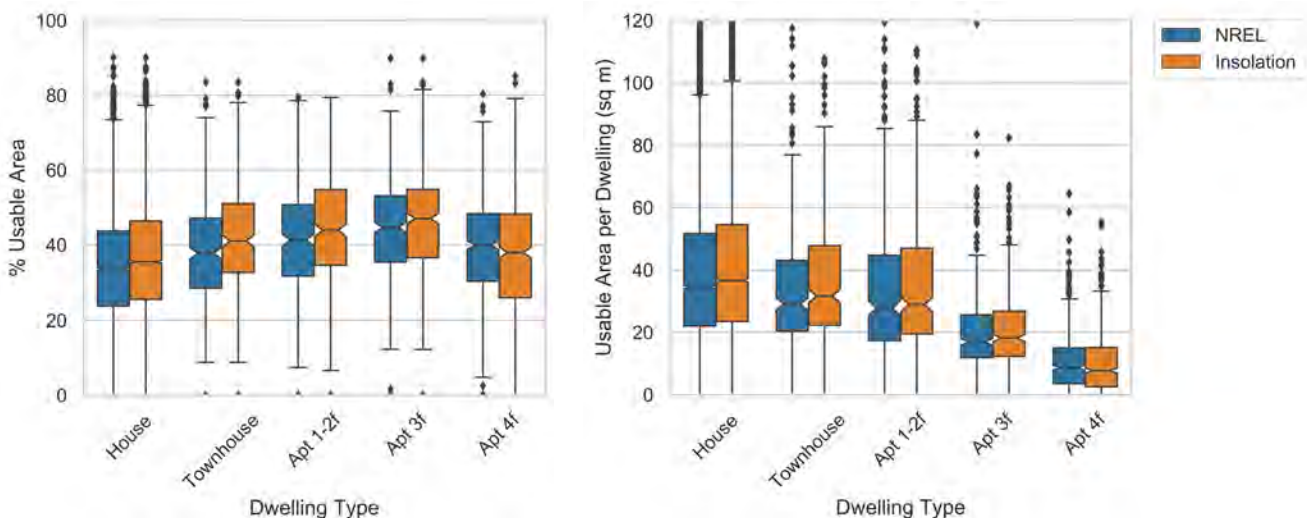 % Usable Area
100
80
60
40
20
0
House
Townhouse
Apt 1-2f
Apt 3f
Apt 4f
Dwelling Type
Usable Area per Dwelling (sq m)
120
100
80
60
40
20
0
House
Townhouse
Apt 1-2f
Apt 3f
Apt 4f
Dwelling Type
NREL
Insolation